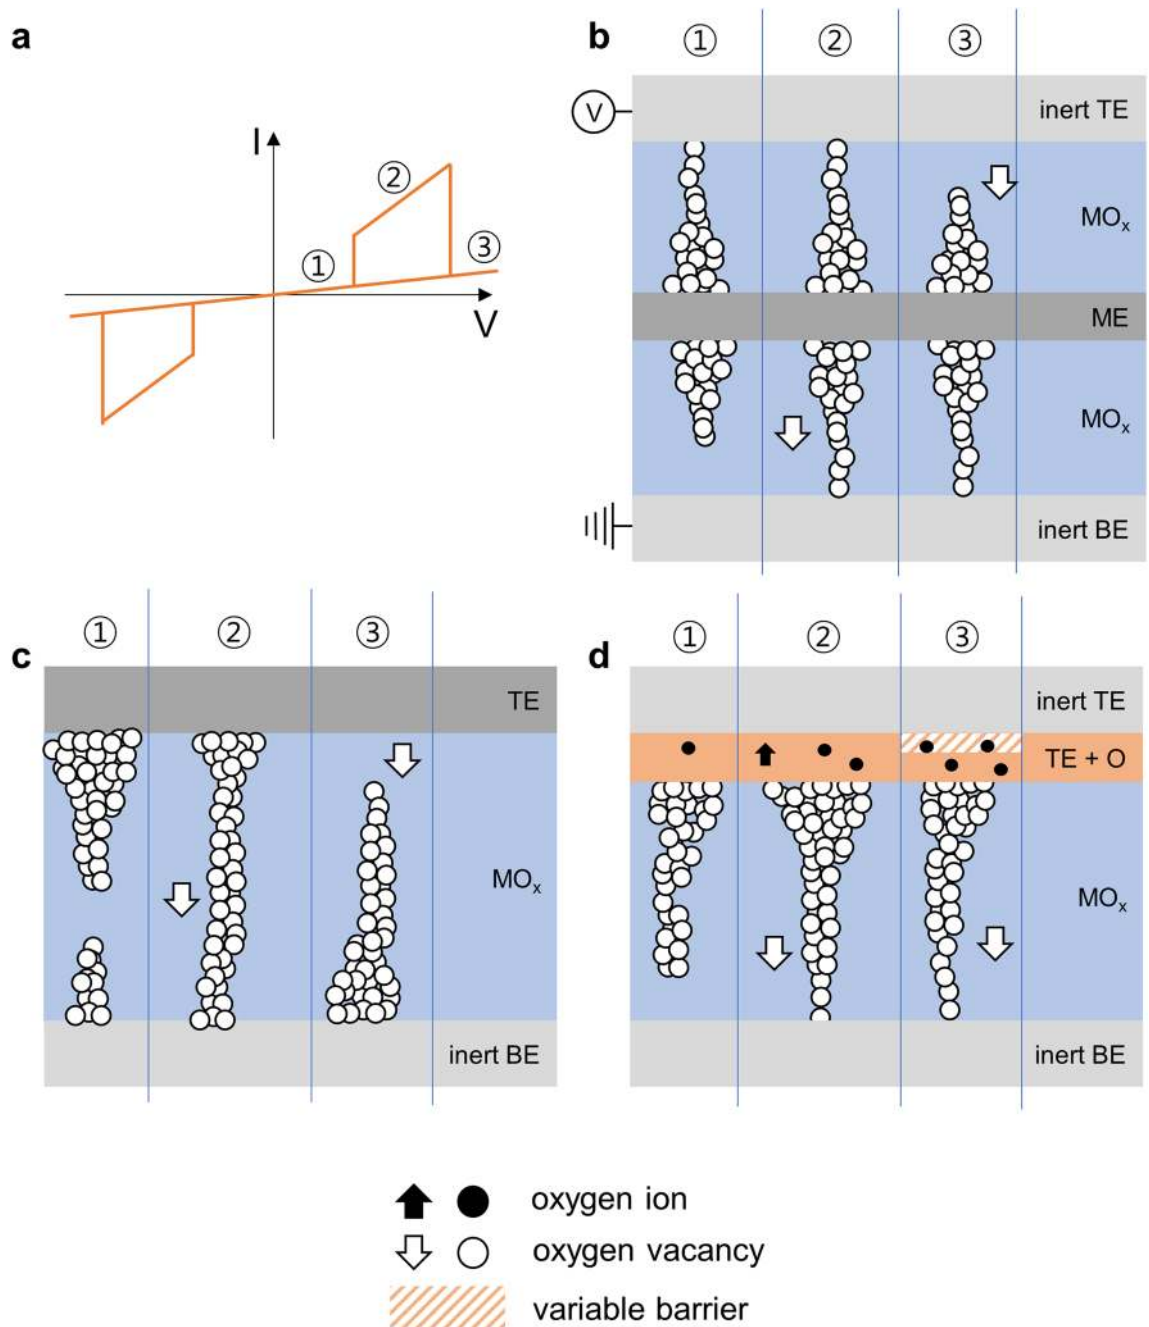 a
I
V
①
②
③
b
① ② ③
V
inert TE
MOₓ
ME
MOₓ
inert BE
c
① ② ③
TE
MOₓ
inert BE
d
① ② ③
inert TE
TE + O
MOₓ
inert BE
oxygen ion
oxygen vacancy
variable barrier